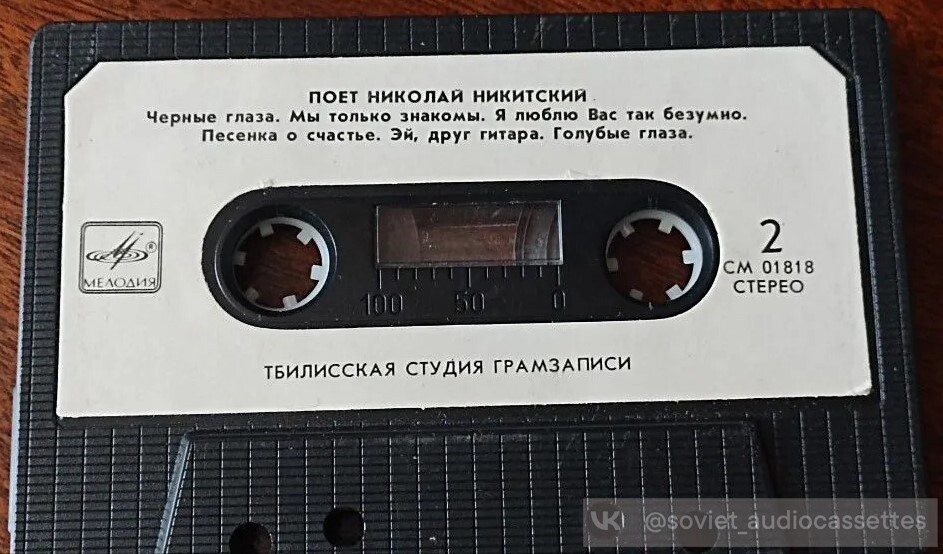 ПОЕТ НИКОЛАЙ НИКИТСКИЙ
Черные глаза. Мы только знакомы. Я люблю Вас так безумно.
Песенка о счастье. Эй, друг гитара. Голубые глаза.
МЕЛОДИЯ ®
2
СМ 01818
СТЕРЕО
100 50 0
ТБИЛИССКАЯ СТУДИЯ ГРАМЗАПИСИ
@soviet_audiocassettes